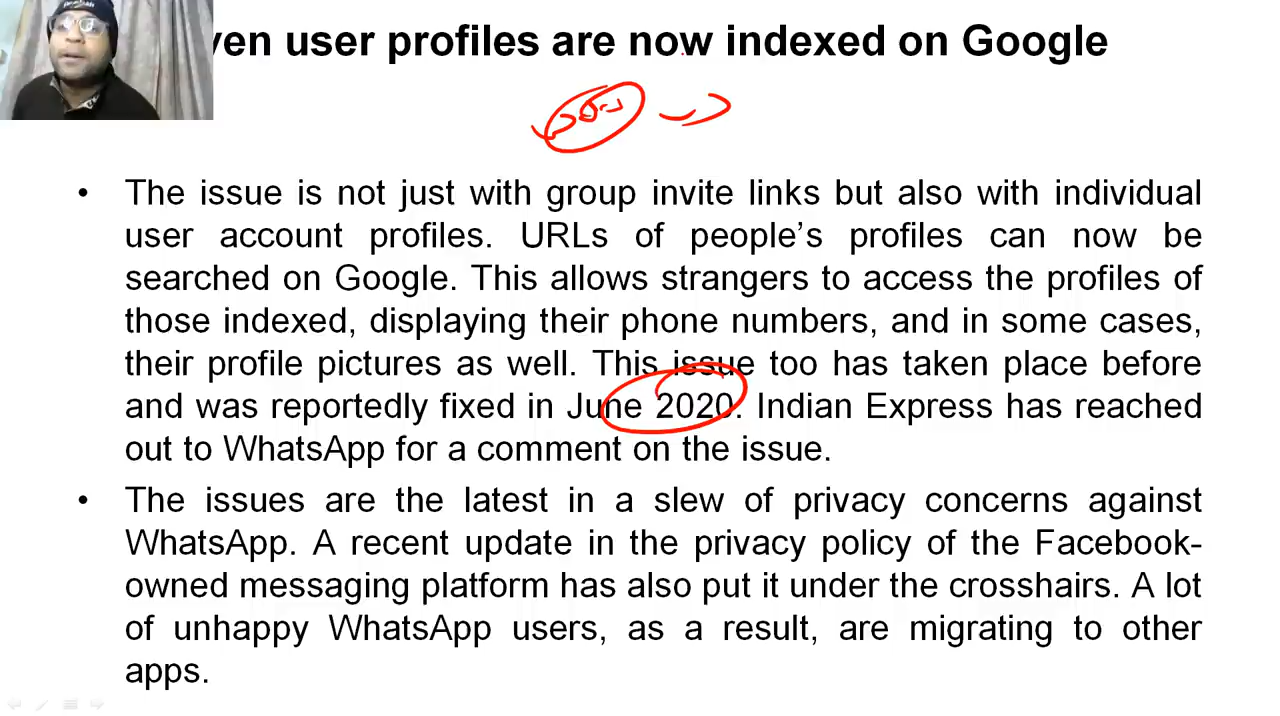 ven user profiles are now indexed on Google
• The issue is not just with group invite links but also with individual
user account profiles. URLs of people’s profiles can now be
searched on Google. This allows strangers to access the profiles of
those indexed, displaying their phone numbers, and in some cases,
their profile pictures as well. This issue too has taken place before
and was reportedly fixed in June 2020. Indian Express has reached
out to WhatsApp for a comment on the issue.
• The issues are the latest in a slew of privacy concerns against
WhatsApp. A recent update in the privacy policy of the Facebook-
owned messaging platform has also put it under the crosshairs. A lot
of unhappy WhatsApp users, as a result, are migrating to other
apps.